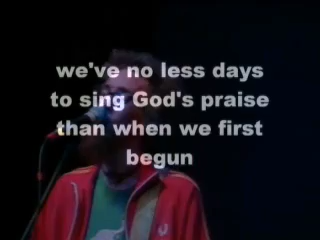 we've no less days
to sing God's praise
than when we first
begun